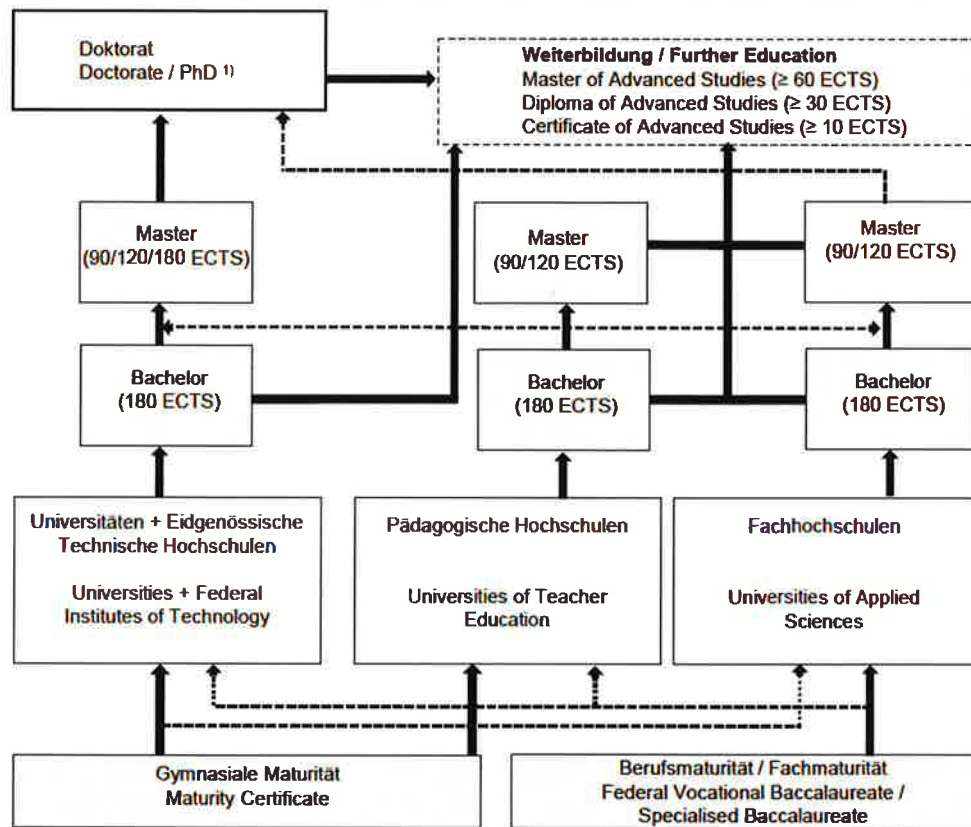 Doktorat
Doctorate / PhD ¹⁾
Weiterbildung / Further Education
Master of Advanced Studies (≥ 60 ECTS)
Diploma of Advanced Studies (≥ 30 ECTS)
Certificate of Advanced Studies (≥ 10 ECTS)
Master
(90/120/180 ECTS)
Master
(90/120 ECTS)
Master
(90/120 ECTS)
Bachelor
(180 ECTS)
Bachelor
(180 ECTS)
Bachelor
(180 ECTS)
Universitäten + Eidgenössische
Technische Hochschulen
Universities + Federal
Institutes of Technology
Pädagogische Hochschulen
Universities of Teacher
Education
Fachhochschulen
Universities of Applied
Sciences
Gymnasiale Maturität
Maturity Certificate
Berufsmaturität / Fachmaturität
Federal Vocational Baccalaureate /
Specialised Baccalaureate